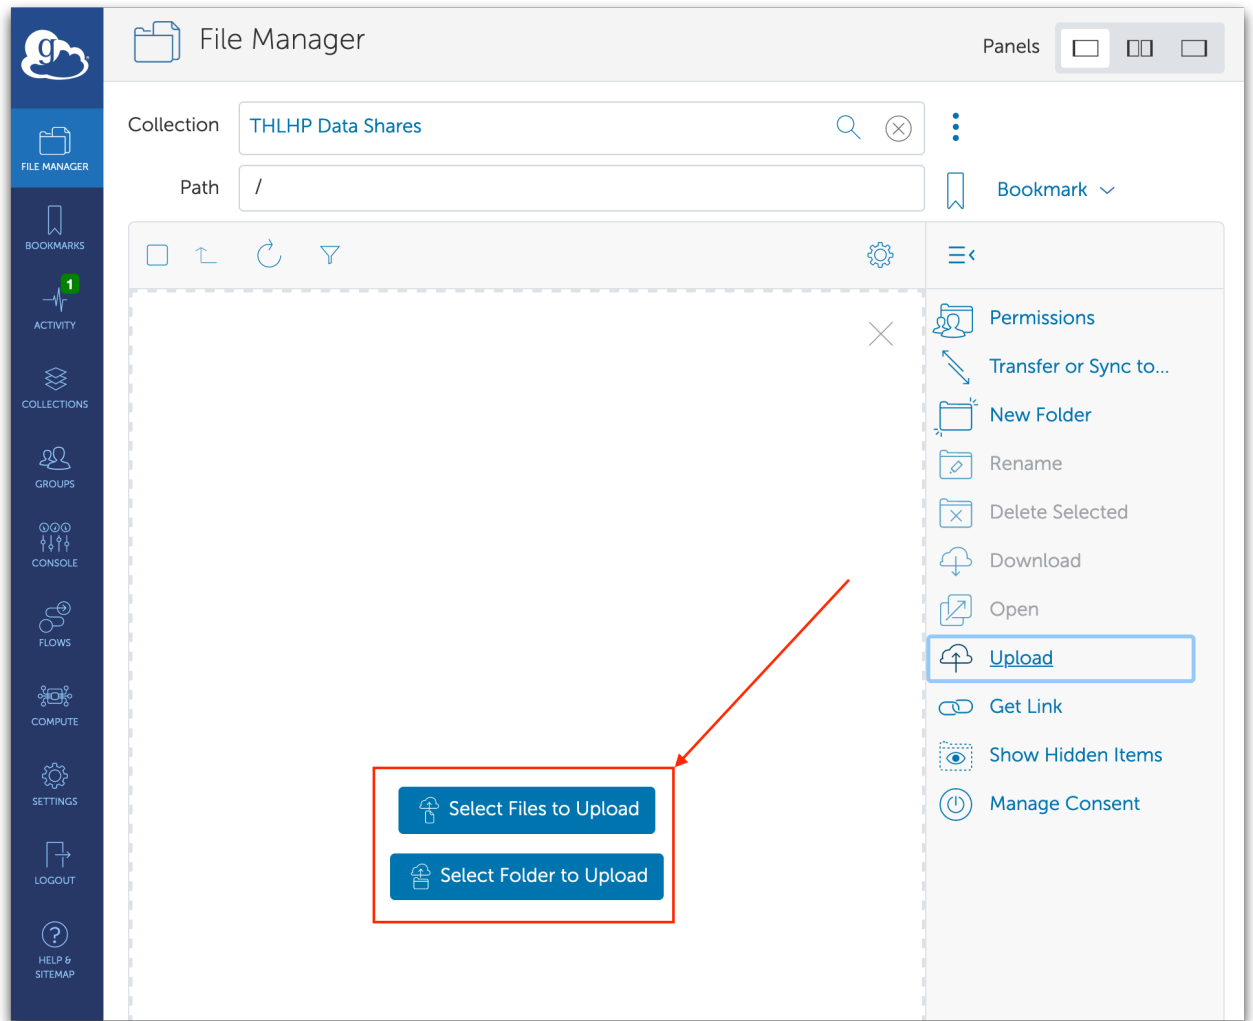 g
File Manager
Panels
FILE MANAGER
BOOKMARKS
1
ACTIVITY
COLLECTIONS
GROUPS
CONSOLE
FLOWS
COMPUTE
SETTINGS
LOGOUT
?
HELP &
SITEMAP
Collection
THLHP Data Shares
Path
/
Bookmark
Permissions
Transfer or Sync to...
New Folder
Rename
Delete Selected
Download
Open
Upload
Get Link
Show Hidden Items
Manage Consent
Select Files to Upload
Select Folder to Upload